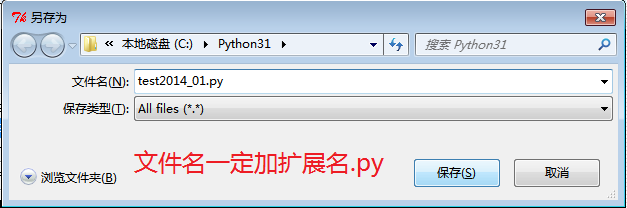 另存为
« 本地磁盘 (C:) ▸ Python31 ▸
搜索 Python31
文件名(N): test2014_01.py
保存类型(T): All files (*.*)
文件名一定加扩展名.py
浏览文件夹(B)
保存(S)
取消